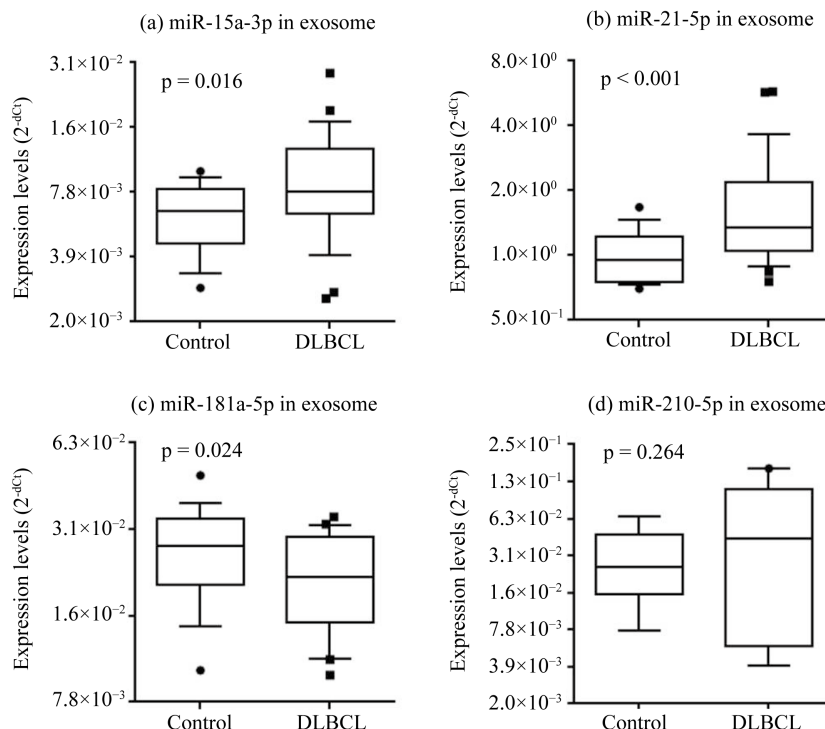 (a) miR-15a-3p in exosome
Expression levels (2⁻ᵈᶜᵗ)
3.1×10⁻²
1.6×10⁻²
7.8×10⁻³
3.9×10⁻³
2.0×10⁻³
p = 0.016
Control DLBCL
(b) miR-21-5p in exosome
Expression levels (2⁻ᵈᶜᵗ)
8.0×10⁰
4.0×10⁰
2.0×10⁰
1.0×10⁰
5.0×10⁻¹
p < 0.001
Control DLBCL
(c) miR-181a-5p in exosome
Expression levels (2⁻ᵈᶜᵗ)
6.3×10⁻²
3.1×10⁻²
1.6×10⁻²
7.8×10⁻³
p = 0.024
Control DLBCL
(d) miR-210-5p in exosome
Expression levels (2⁻ᵈᶜᵗ)
2.5×10⁻¹
1.3×10⁻¹
6.3×10⁻²
3.1×10⁻²
1.6×10⁻²
7.8×10⁻³
3.9×10⁻³
2.0×10⁻³
p = 0.264
Control DLBCL